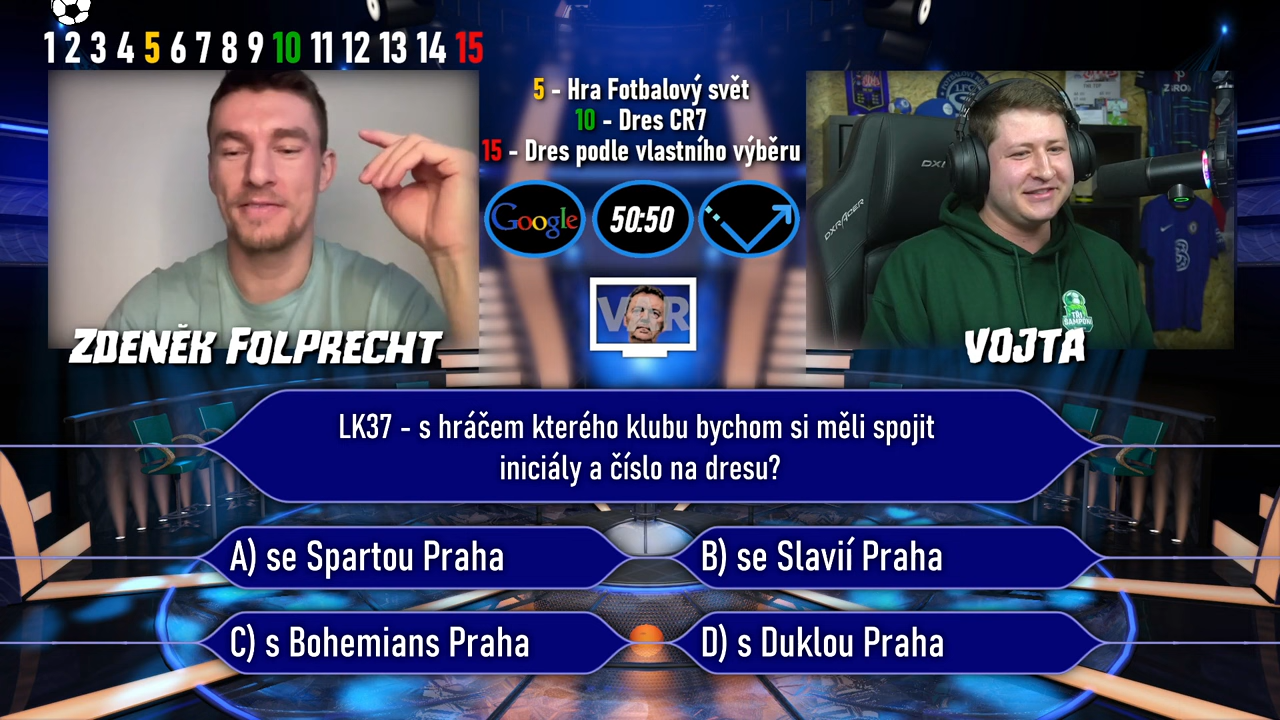 1 2 3 4 5 6 7 8 9 10 11 12 13 14 15
5 - Hra Fotbalový svět
10 - Dres CR7
15 - Dres podle vlastního výběru
Google
50:50
ZDENĚK FOLPRECHT
VOJTA
DXRACER
LK37 - s hráčem kterého klubu bychom si měli spojit
iniciály a číslo na dresu?
A) se Spartou Praha
B) se Slavií Praha
C) s Bohemians Praha
D) s Duklou Praha